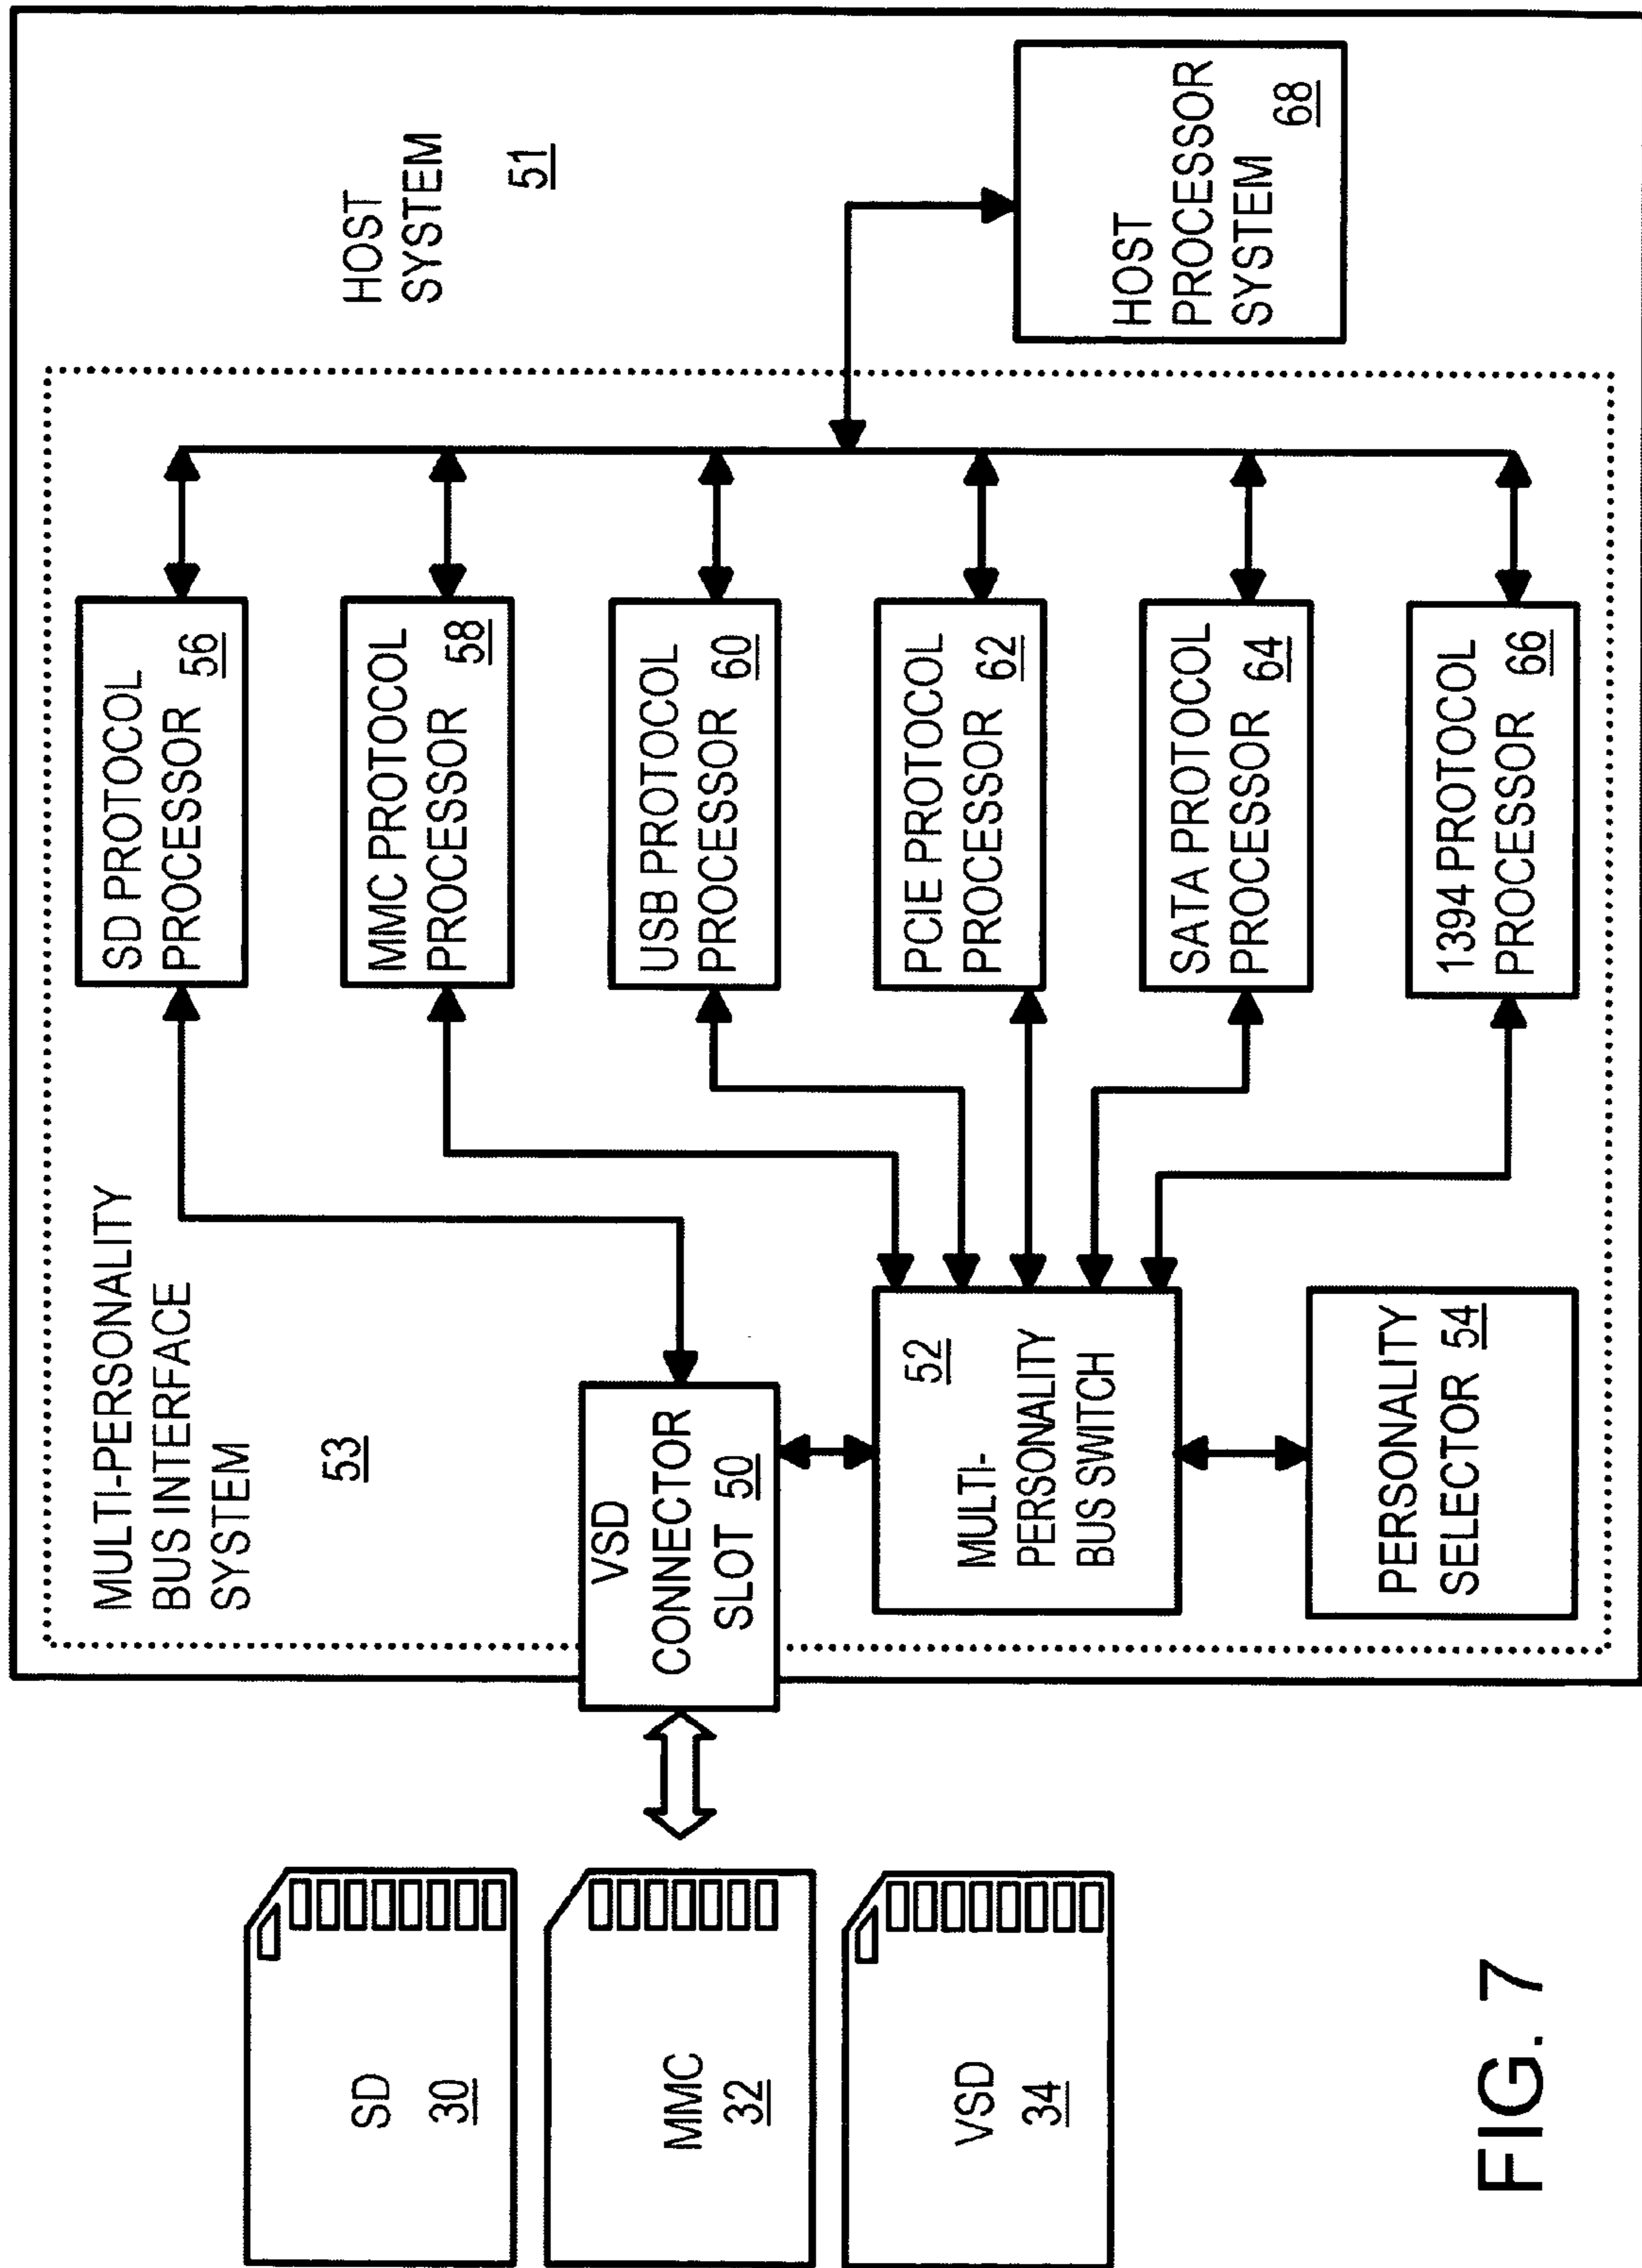 HOST
SYSTEM
51
MULTI-PERSONALITY
BUS INTERFACE
SYSTEM
53
SD PROTOCOL
PROCESSOR 56
MMC PROTOCOL
PROCESSOR 58
USB PROTOCOL
PROCESSOR 60
PCIE PROTOCOL
PROCESSOR 62
SATA PROTOCOL
PROCESSOR 64
1394 PROTOCOL
PROCESSOR 66
HOST
PROCESSOR
SYSTEM
68
VSD
CONNECTOR
SLOT 50
52
MULTI-
PERSONALITY
BUS SWITCH
PERSONALITY
SELECTOR 54
SD
30
MMC
32
VSD
34
FIG. 7